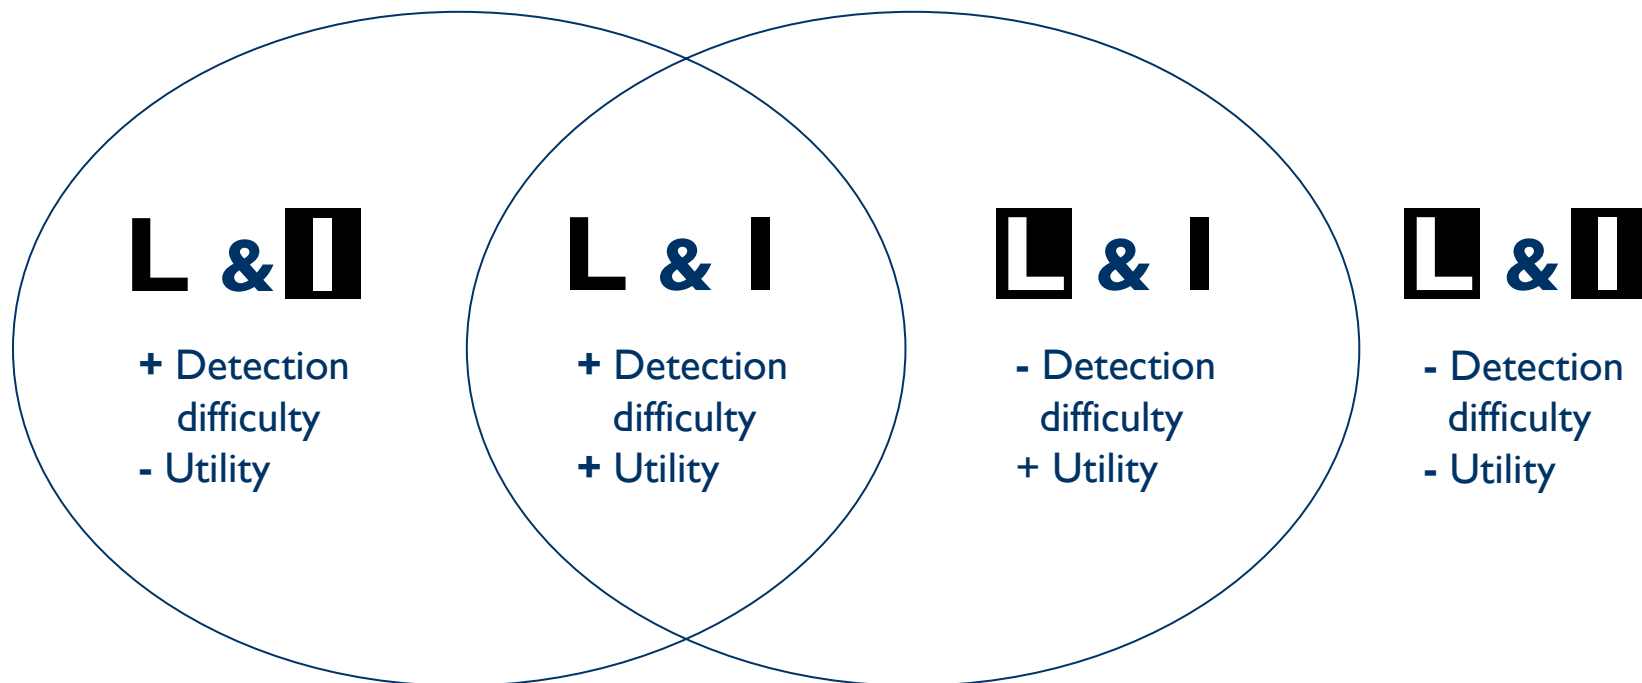 L & I
+ Detection
difficulty
- Utility
L & I
+ Detection
difficulty
+ Utility
L & I
- Detection
difficulty
+ Utility
L & I
- Detection
difficulty
- Utility